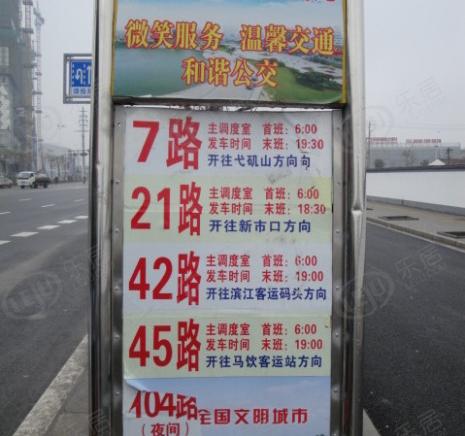 微笑服务 温馨交通
和谐公交
7路 主调度室 首班：6:00
发车时间 末班：19:30
开往弋矶山方向
21路 主调度室 首班：6:00
发车时间 末班：18:30
开往新市口方向
42路 主调度室 首班：6:00
发车时间 末班：19:00
开往滨江客运码头方向
45路 主调度室 首班：6:00
发车时间 末班：19:00
开往马饮客运站方向
104路 全国文明城市
（夜间）